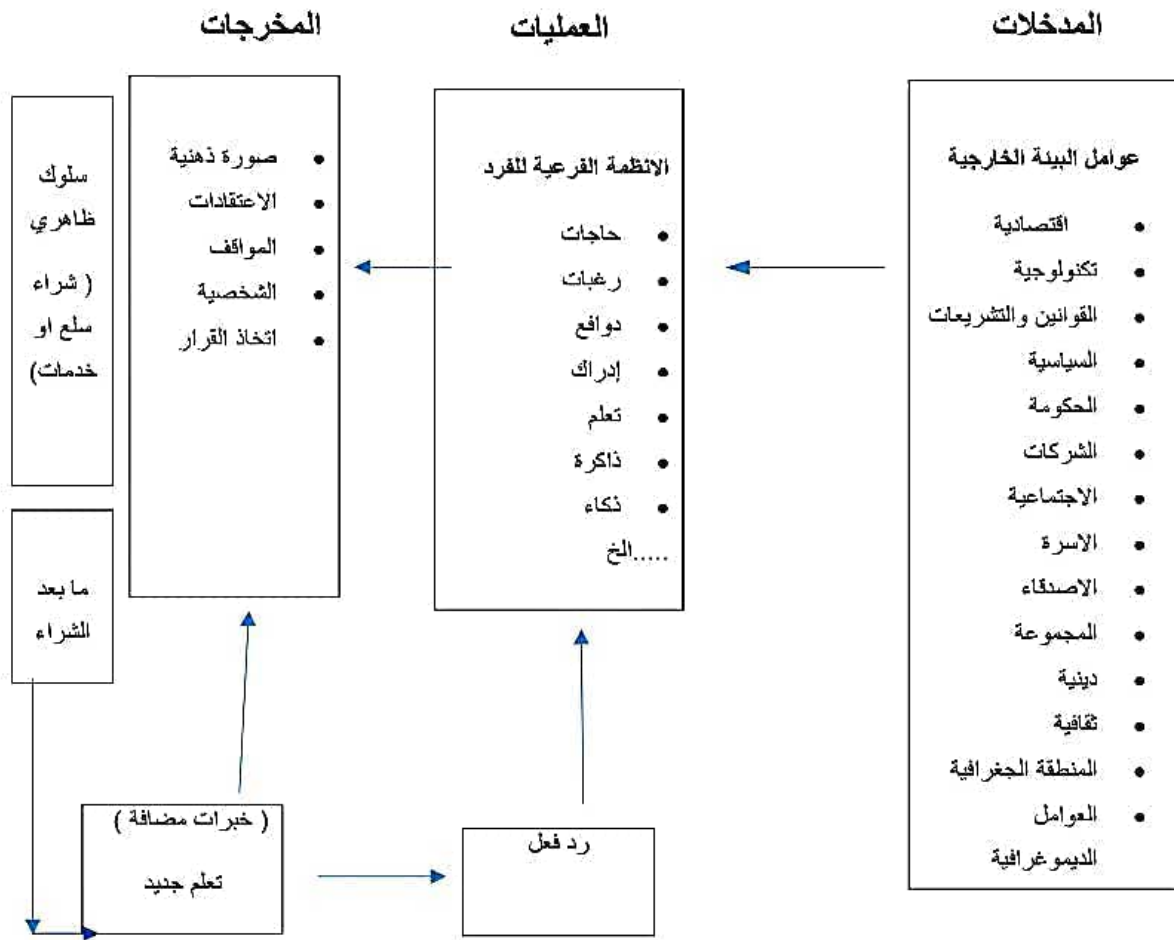 المدخلات
العمليات
المخرجات
عوامل البيئة الخارجية
• اقتصادية
• تكنولوجية
• القوانين والتشريعات
• السياسية
• الحكومة
• الشركات
• الاجتماعية
• الاسرة
• الاصدقاء
• المجموعة
• دينية
• ثقافية
• المنطقة الجغرافية
• العوامل
الديموغرافية
الانظمة الفرعية للفرد
• حاجات
• رغبات
• دوافع
• إدراك
• تعلم
• ذاكرة
• ذكاء
.....الخ
• صورة ذهنية
• الاعتقادات
• المواقف
• الشخصية
• اتخاذ القرار
سلوك
ظاهري
( شراء
سلع او
خدمات)
ما بعد
الشراء
( خبرات مضافة )
تعلم جديد
رد فعل